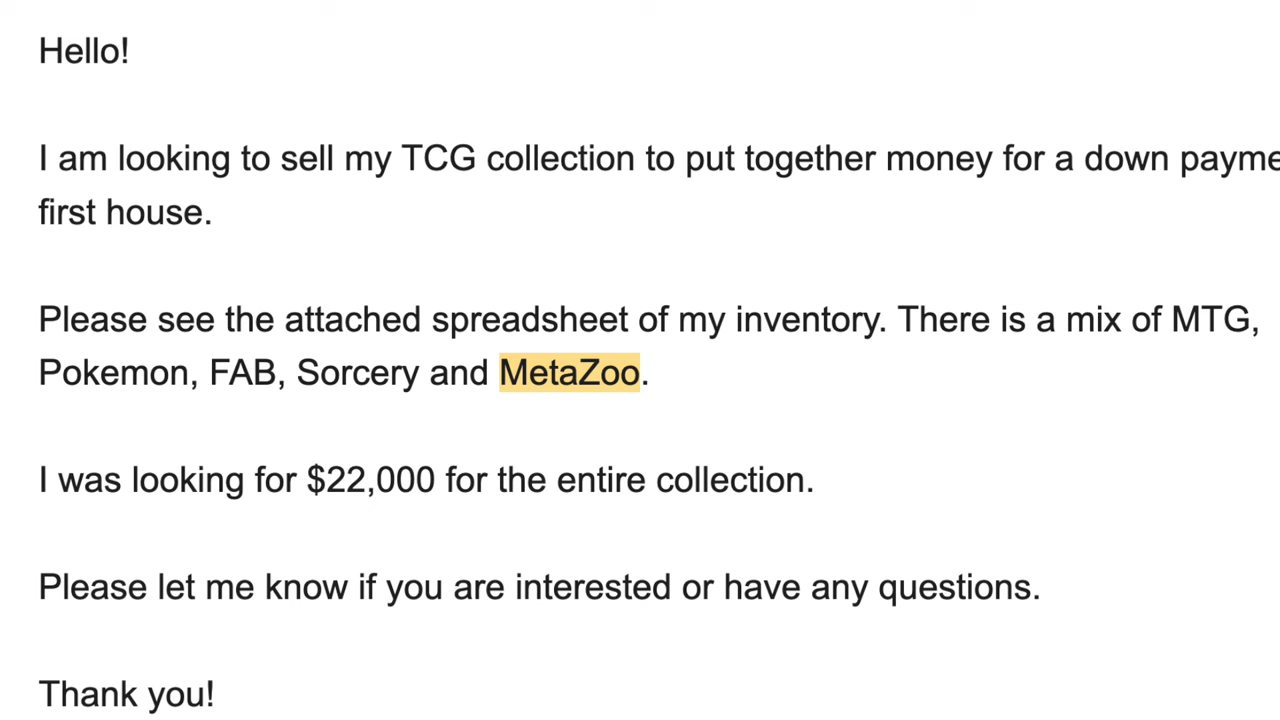 Hello!
I am looking to sell my TCG collection to put together money for a down
first house.
Please see the attached spreadsheet of my inventory. There is a mix of MTG,
Pokemon, FAB, Sorcery and MetaZoo.
I was looking for $22,000 for the entire collection.
Please let me know if you are interested or have any questions.
Thank you!